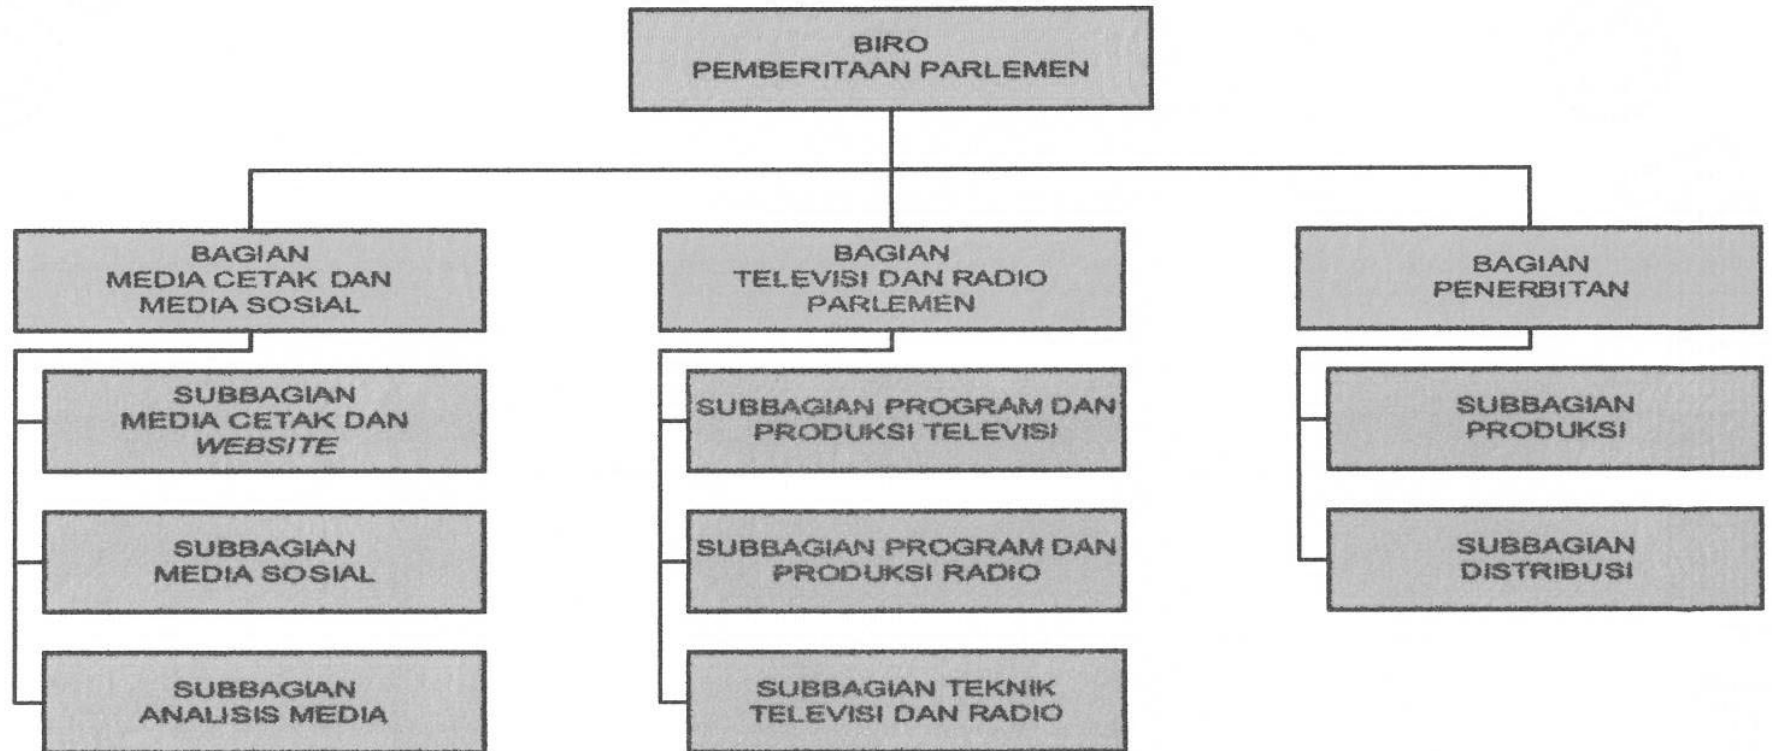 BIRO
PEMBERITAAN PARLEMEN
BAGIAN
MEDIA CETAK DAN
MEDIA SOSIAL
SUBBAGIAN
MEDIA CETAK DAN
WEBSITE
SUBBAGIAN
MEDIA SOSIAL
SUBBAGIAN
ANALISIS MEDIA
BAGIAN
TELEVISI DAN RADIO
PARLEMEN
SUBBAGIAN PROGRAM DAN
PRODUKSI TELEVISI
SUBBAGIAN PROGRAM DAN
PRODUKSI RADIO
SUBBAGIAN TEKNIK
TELEVISI DAN RADIO
BAGIAN
PENERBITAN
SUBBAGIAN
PRODUKSI
SUBBAGIAN
DISTRIBUSI